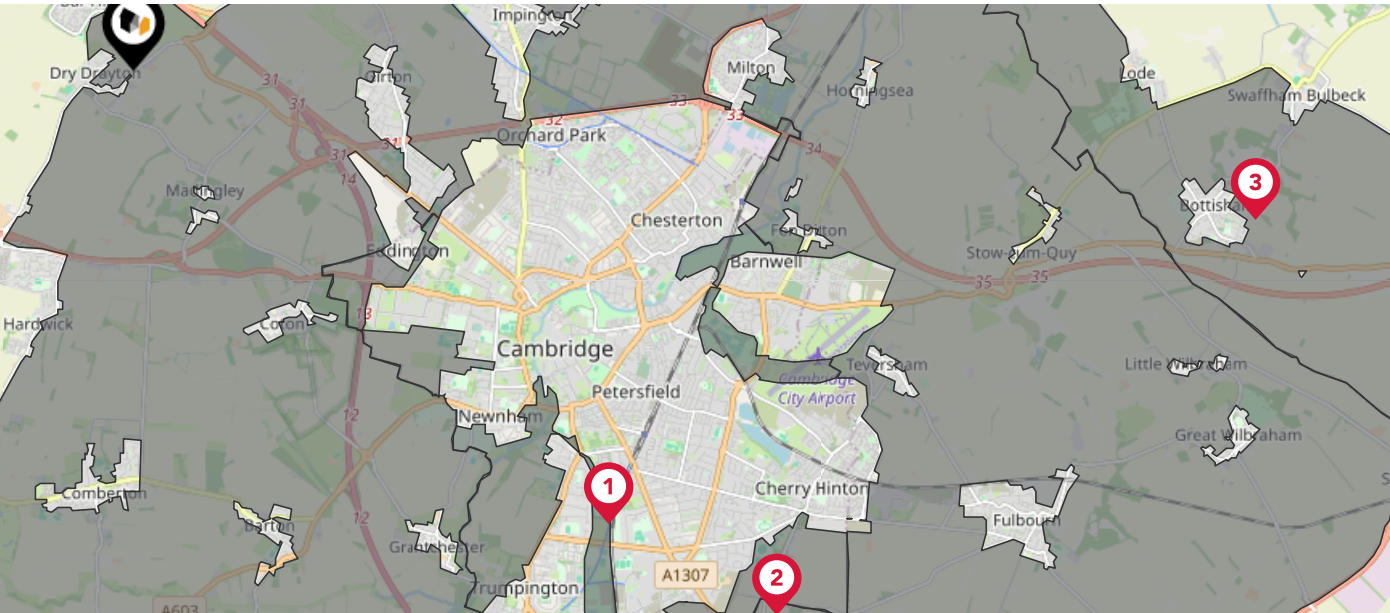 Bar Hill
Impington
Dry Drayton
31
Girton
Milton
Lode
31
33
Horningsea
Swaffham Bulbeck
32
33
Orchard Park
31
31
34
14
Madingley
3
Bottisham
Chesterton
Fen Ditton
Eddington
Stow-cum-Quy
Barnwell
35
35
13
Hardwick
Coton
Cambridge
Teversham
Little Wilbraham
Cambridge
City Airport
Petersfield
12
Newnham
Great Wilbraham
1
Comberton
Cherry Hinton
12
Barton
Fulbourn
Grantchester
A1307
2
Trumpington
A603